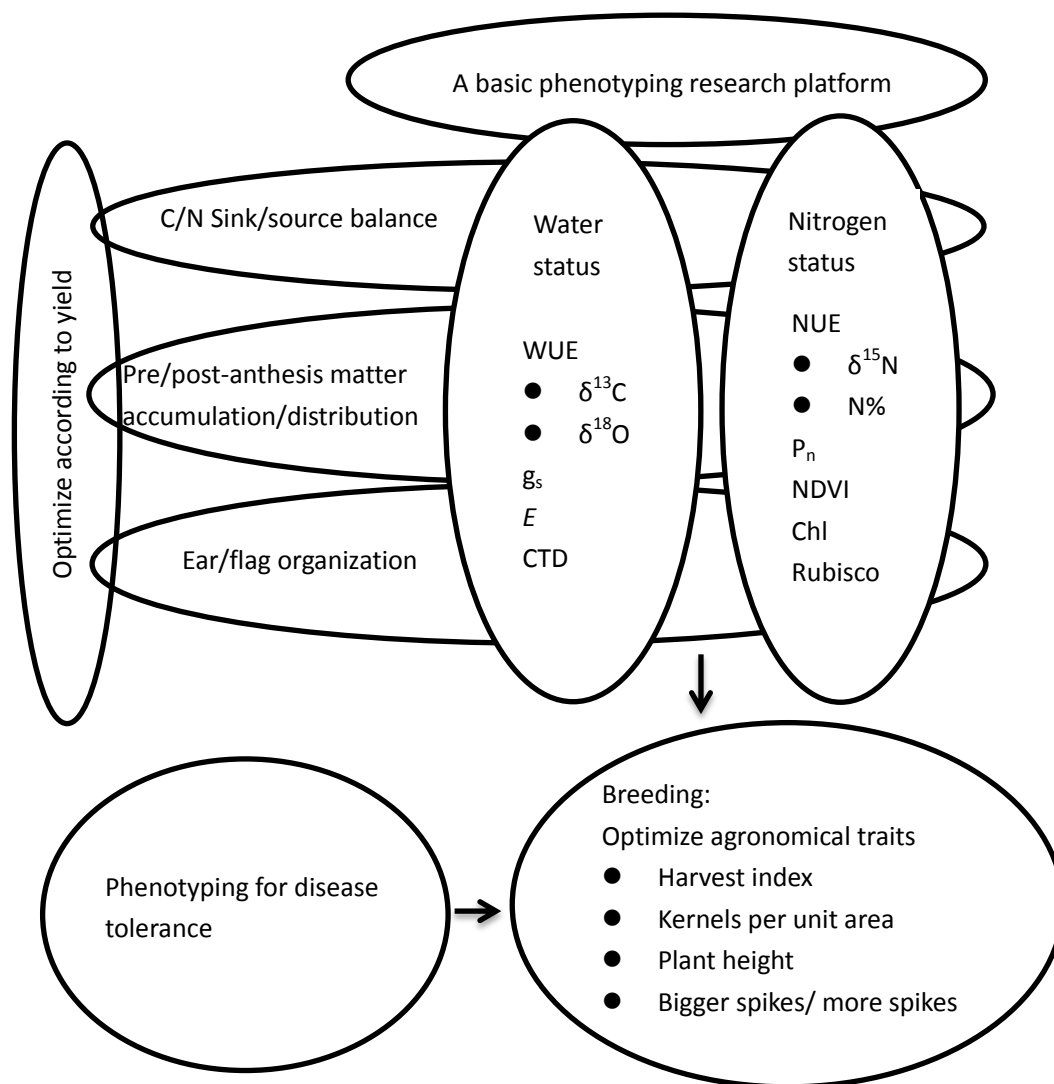 A basic phenotyping research platform
Optimize according to yield
C/N Sink/source balance
Pre/post-anthesis matter
accumulation/distribution
Ear/flag organization
Water
status
WUE
● δ¹³C
● δ¹⁸O
gₛ
E
CTD
Nitrogen
status
NUE
● δ¹⁵N
● N%
Pₙ
NDVI
Chl
Rubisco
Phenotyping for disease
tolerance
Breeding:
Optimize agronomical traits
● Harvest index
● Kernels per unit area
● Plant height
● Bigger spikes/ more spikes